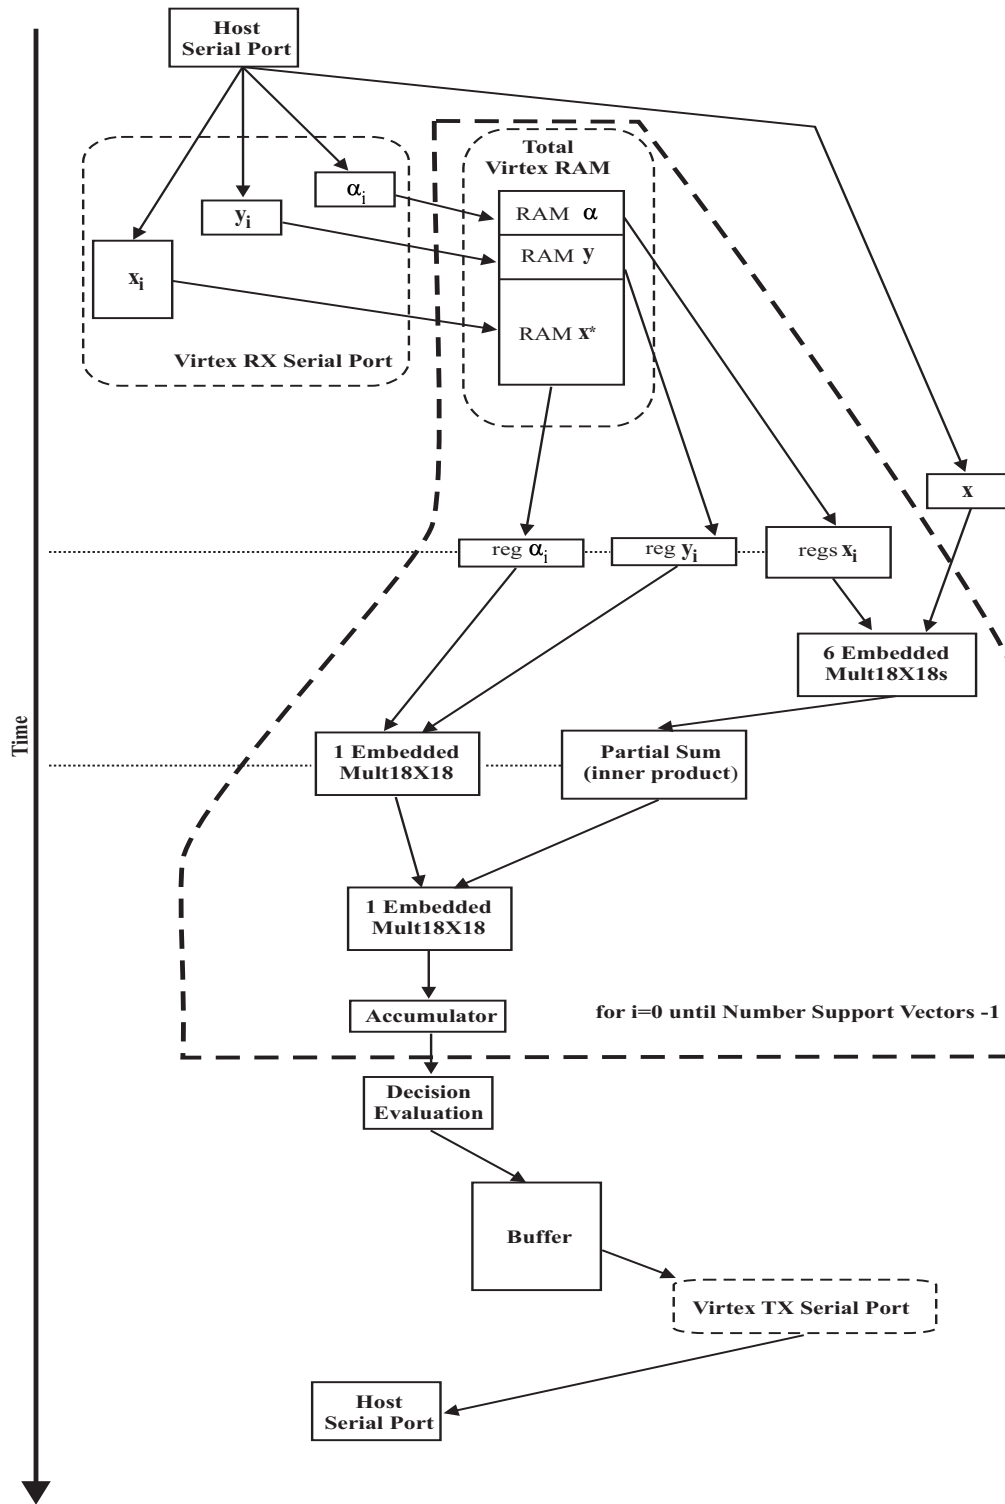 Host
Serial Port
Total
Virtex RAM
αi
yi
xi
RAM α
RAM y
RAM x*
Virtex RX Serial Port
x
reg αi
reg yi
regs xi
6 Embedded
Mult18X18s
Time
1 Embedded
Mult18X18
Partial Sum
(inner product)
1 Embedded
Mult18X18
Accumulator
for i=0 until Number Support Vectors -1
Decision
Evaluation
Buffer
Virtex TX Serial Port
Host
Serial Port